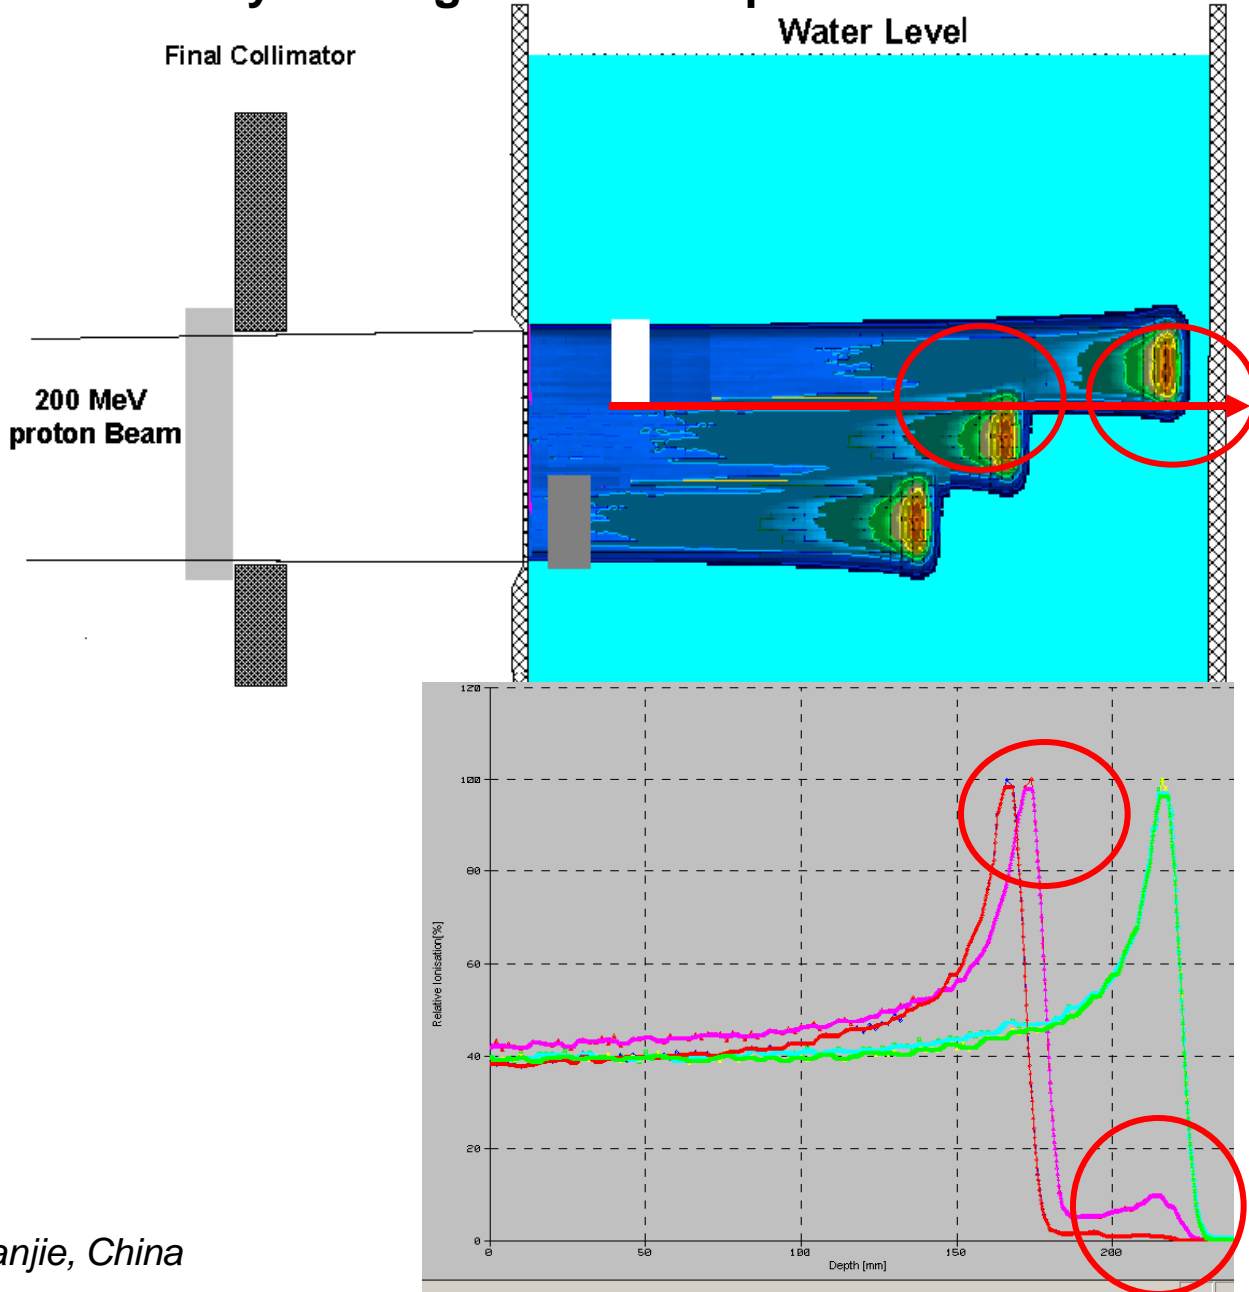 Water Level
Final Collimator
200 MeV
proton Beam
120
100
80
60
40
20
0
Relative Ionisation[%]
0 50 100 150 200
Depth [mm]
anjie, China